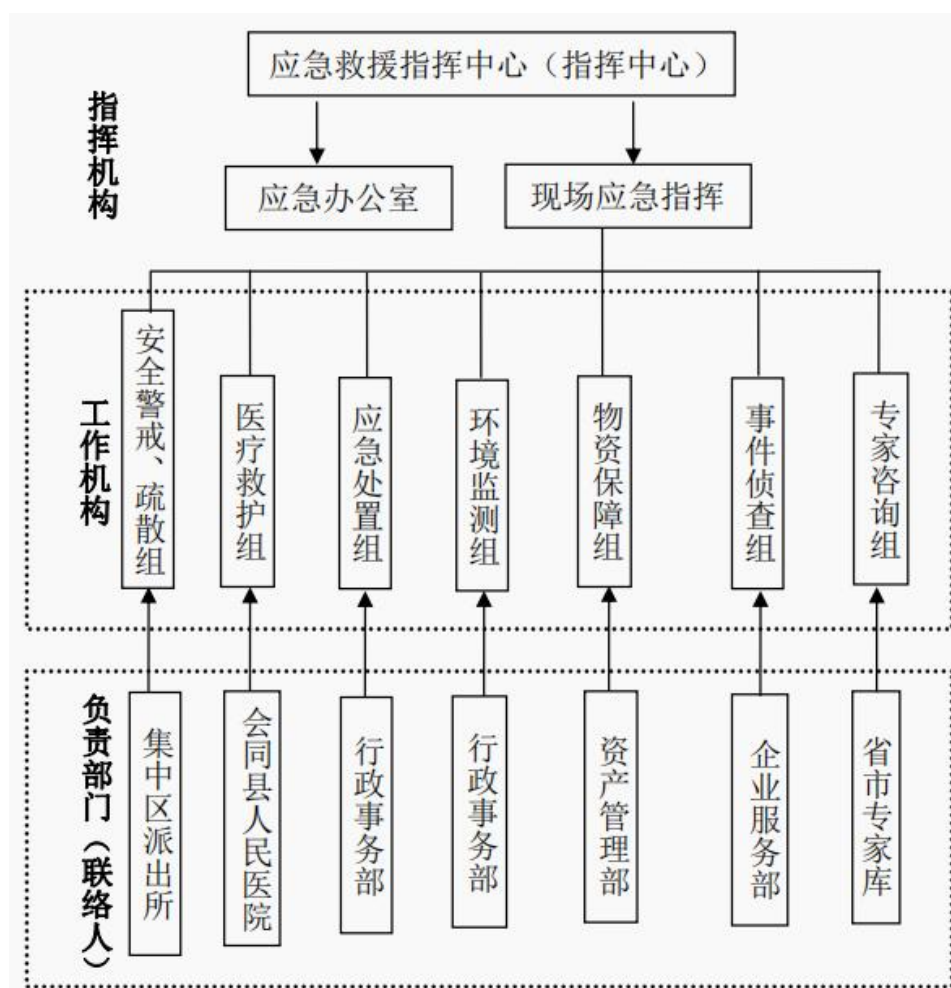 应急救援指挥中心（指挥中心）
指挥机构
应急办公室
现场应急指挥
工作机构
安全警戒、疏散组
医疗救护组
应急处置组
环境监测组
物资保障组
事件侦查组
专家咨询组
负责部门（联络人）
集中区派出所
会同县人民医院
行政事务部
行政事务部
资产管理部
企业服务部
省市专家库